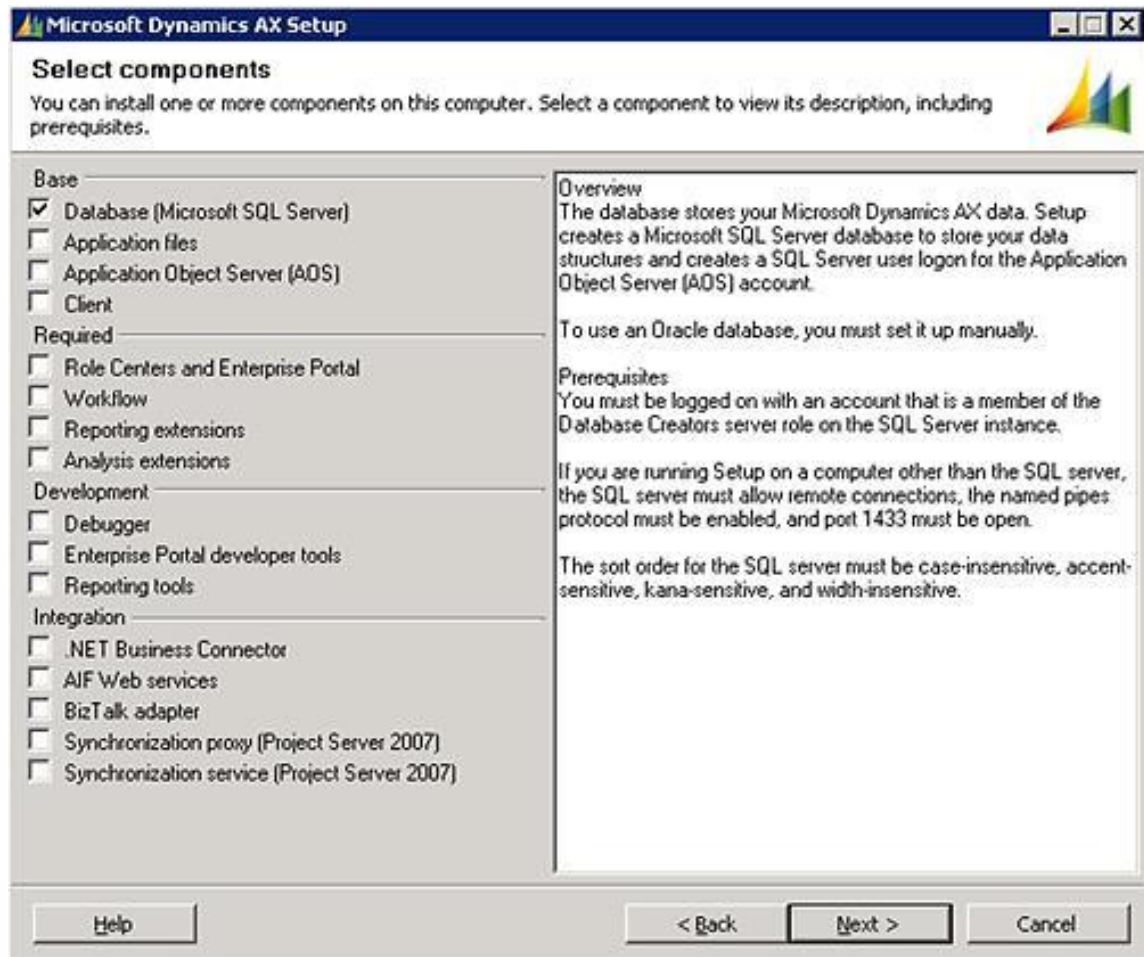 Microsoft Dynamics AX Setup
Select components
You can install one or more components on this computer. Select a component to view its description, including
prerequisites.
Base
Database (Microsoft SQL Server)
Application files
Application Object Server (AOS)
Client
Required
Role Centers and Enterprise Portal
Workflow
Reporting extensions
Analysis extensions
Development
Debugger
Enterprise Portal developer tools
Reporting tools
Integration
.NET Business Connector
AIF Web services
BizTalk adapter
Synchronization proxy (Project Server 2007)
Synchronization service (Project Server 2007)
Overview
The database stores your Microsoft Dynamics AX data. Setup
creates a Microsoft SQL Server database to store your data
structures and creates a SQL Server user logon for the Application
Object Server (AOS) account.
To use an Oracle database, you must set it up manually.
Prerequisites
You must be logged on with an account that is a member of the
Database Creators server role on the SQL Server instance.
If you are running Setup on a computer other than the SQL server,
the SQL server must allow remote connections, the named pipes
protocol must be enabled, and port 1433 must be open.
The sort order for the SQL server must be case-insensitive, accent-
sensitive, kana-sensitive, and width-insensitive.
Help
< Back
Next >
Cancel